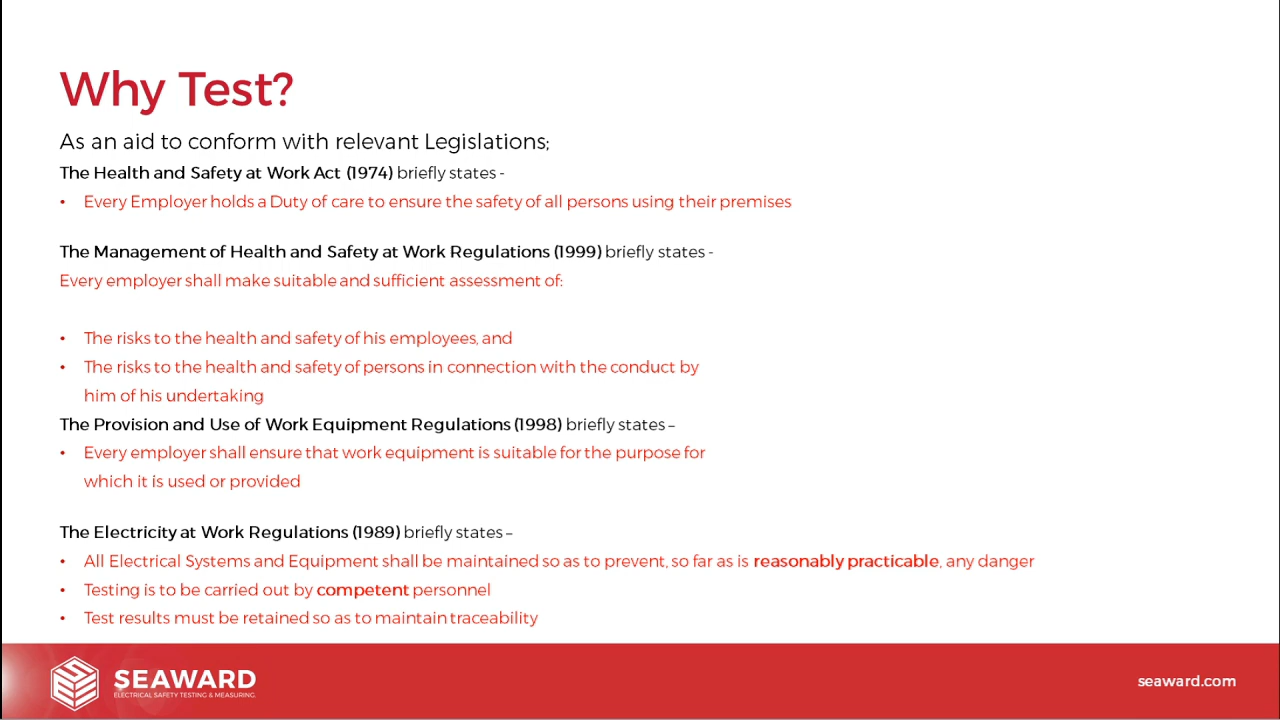 Why Test?
As an aid to conform with relevant Legislations;
The Health and Safety at Work Act (1974) briefly states -
• Every Employer holds a Duty of care to ensure the safety of all persons using their premises
The Management of Health and Safety at Work Regulations (1999) briefly states -
Every employer shall make suitable and sufficient assessment of:
• The risks to the health and safety of his employees, and
• The risks to the health and safety of persons in connection with the conduct by
him of his undertaking
The Provision and Use of Work Equipment Regulations (1998) briefly states –
• Every employer shall ensure that work equipment is suitable for the purpose for
which it is used or provided
The Electricity at Work Regulations (1989) briefly states –
• All Electrical Systems and Equipment shall be maintained so as to prevent, so far as is reasonably practicable, any danger
• Testing is to be carried out by competent personnel
• Test results must be retained so as to maintain traceability
SEAWARD
ELECTRICAL SAFETY TESTING & MEASURING.
seaward.com